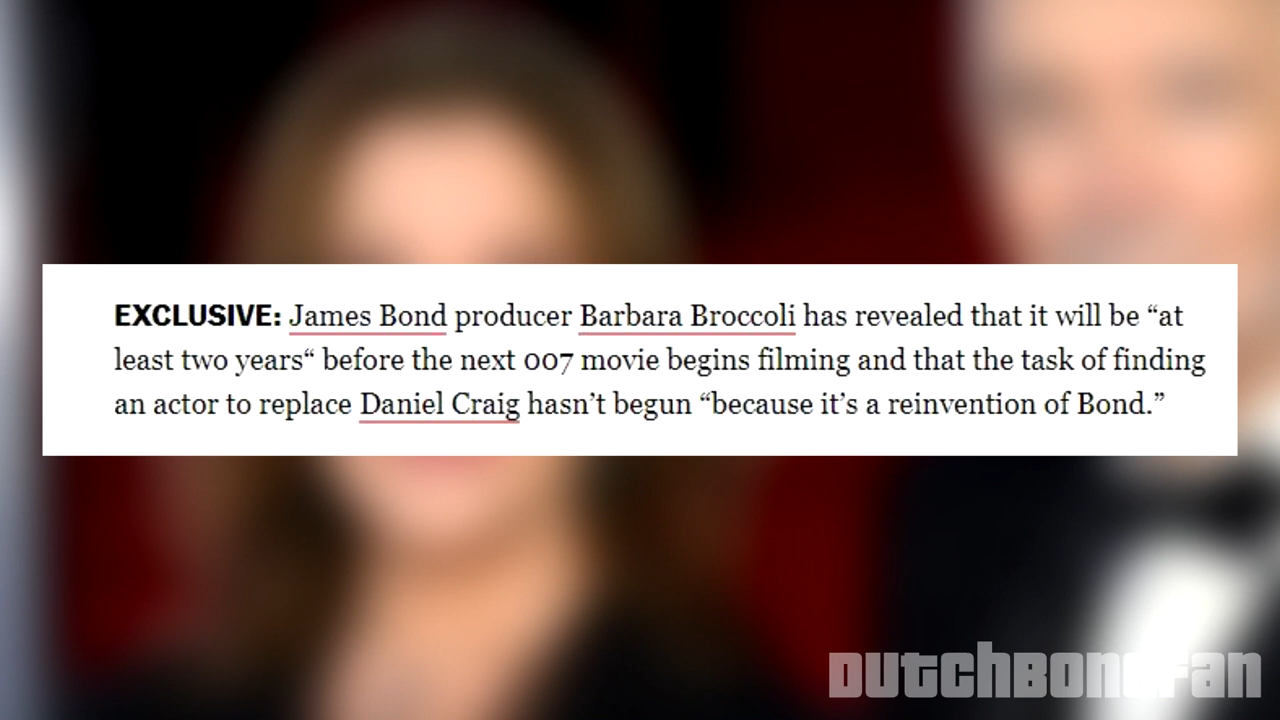 EXCLUSIVE: James Bond producer Barbara Broccoli has revealed that it will be “at
least two years“ before the next 007 movie begins filming and that the task of finding
an actor to replace Daniel Craig hasn’t begun “because it’s a reinvention of Bond.”
DUTCHBONDFAN